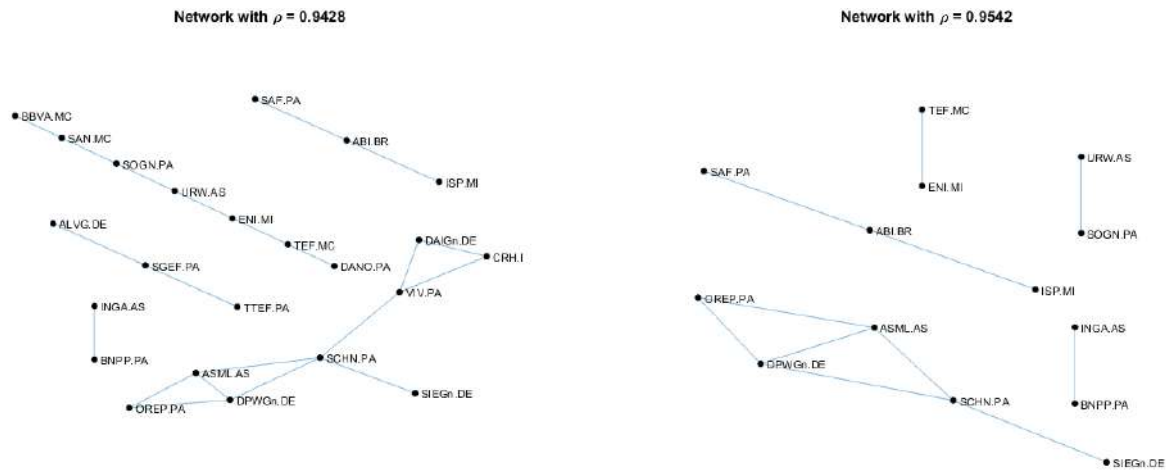 Network with ρ = 0.9428
BBVA.MC
SAN.MC
SOGN.PA
URW.AS
ENI.MI
TEF.MC
DANO.PA
SAF.PA
ABI.BR
ISP.MI
ALVG.DE
SGEF.PA
TTEF.PA
DAIGn.DE
CRH.I
VIV.PA
INGA.AS
BNPP.PA
SCHN.PA
ASML.AS
SIEGn.DE
OREP.PA
DPWGn.DE
Network with ρ = 0.9542
TEF.MC
ENI.MI
URW.AS
SOGN.PA
SAF.PA
ABI.BR
ISP.MI
OREP.PA
ASML.AS
DPWGn.DE
INGA.AS
BNPP.PA
SCHN.PA
SIEGn.DE